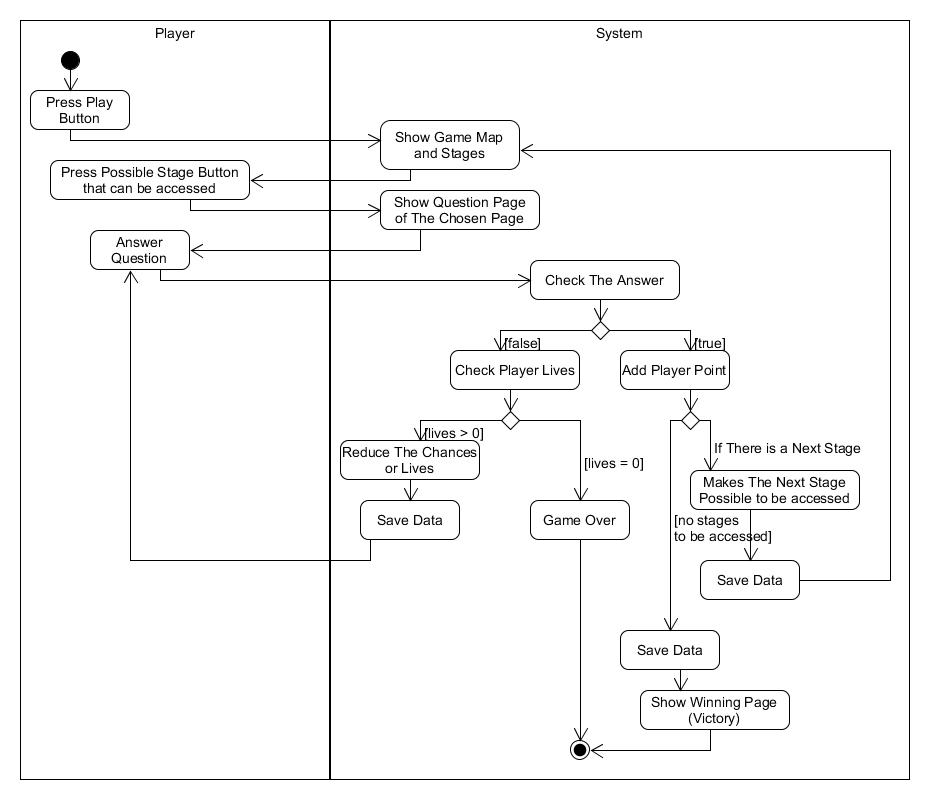 Player
System
Press Play
Button
Show Game Map
and Stages
Press Possible Stage Button
that can be accessed
Show Question Page
of The Chosen Page
Answer
Question
Check The Answer
[false]
[true]
Check Player Lives
Add Player Point
[lives > 0]
If There is a Next Stage
Reduce The Chances
or Lives
[lives = 0]
Makes The Next Stage
Possible to be accessed
Save Data
Game Over
[no stages
to be accessed]
Save Data
Save Data
Show Winning Page
(Victory)